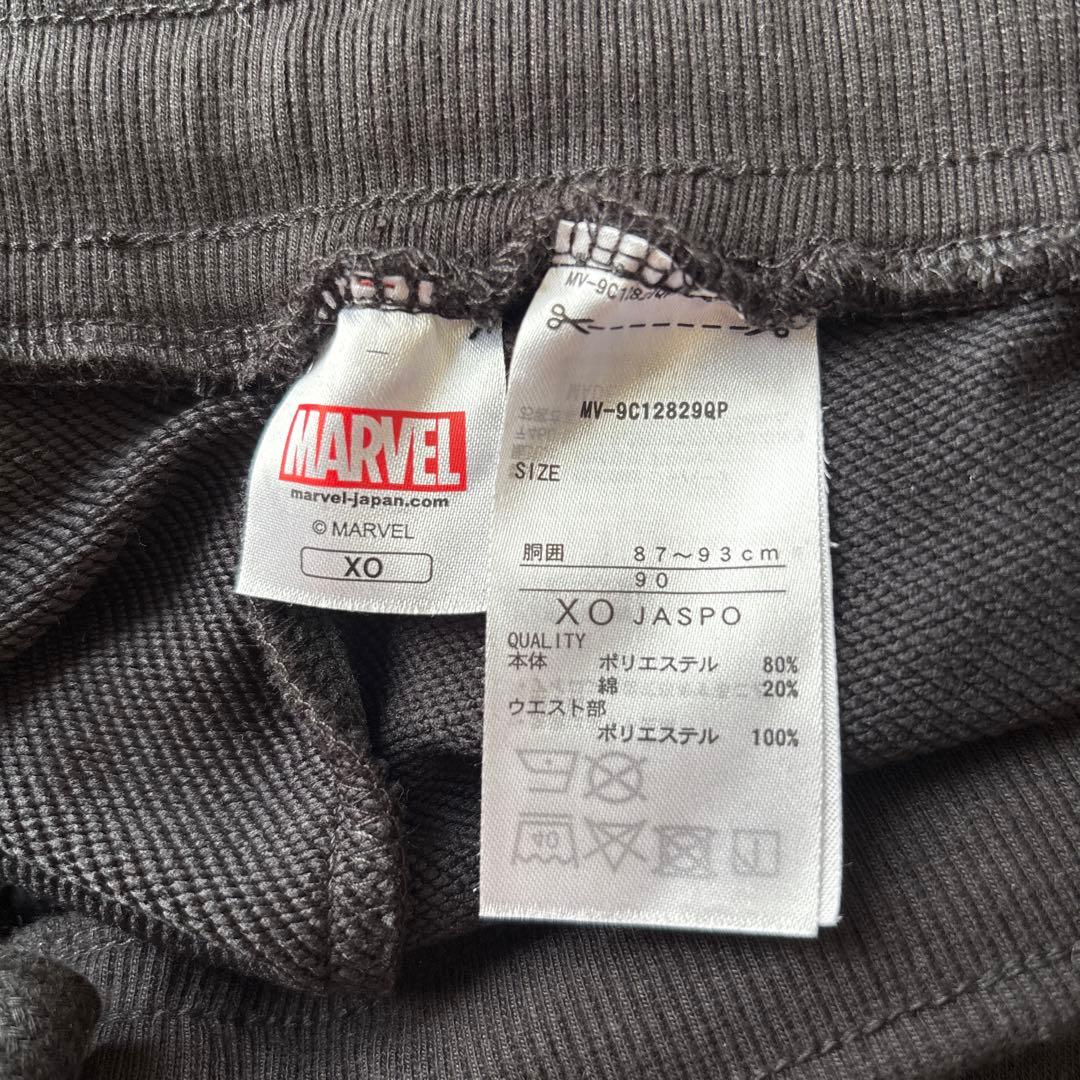 MARVEL
marvel-japan.com
© MARVEL
XO
MV-9C12829QP
SIZE
胴囲 87～93cm
90
XO JASPO
QUALITY
本体 ポリエステル 80%
綿 20%
ウエスト部
ポリエステル 100%
40